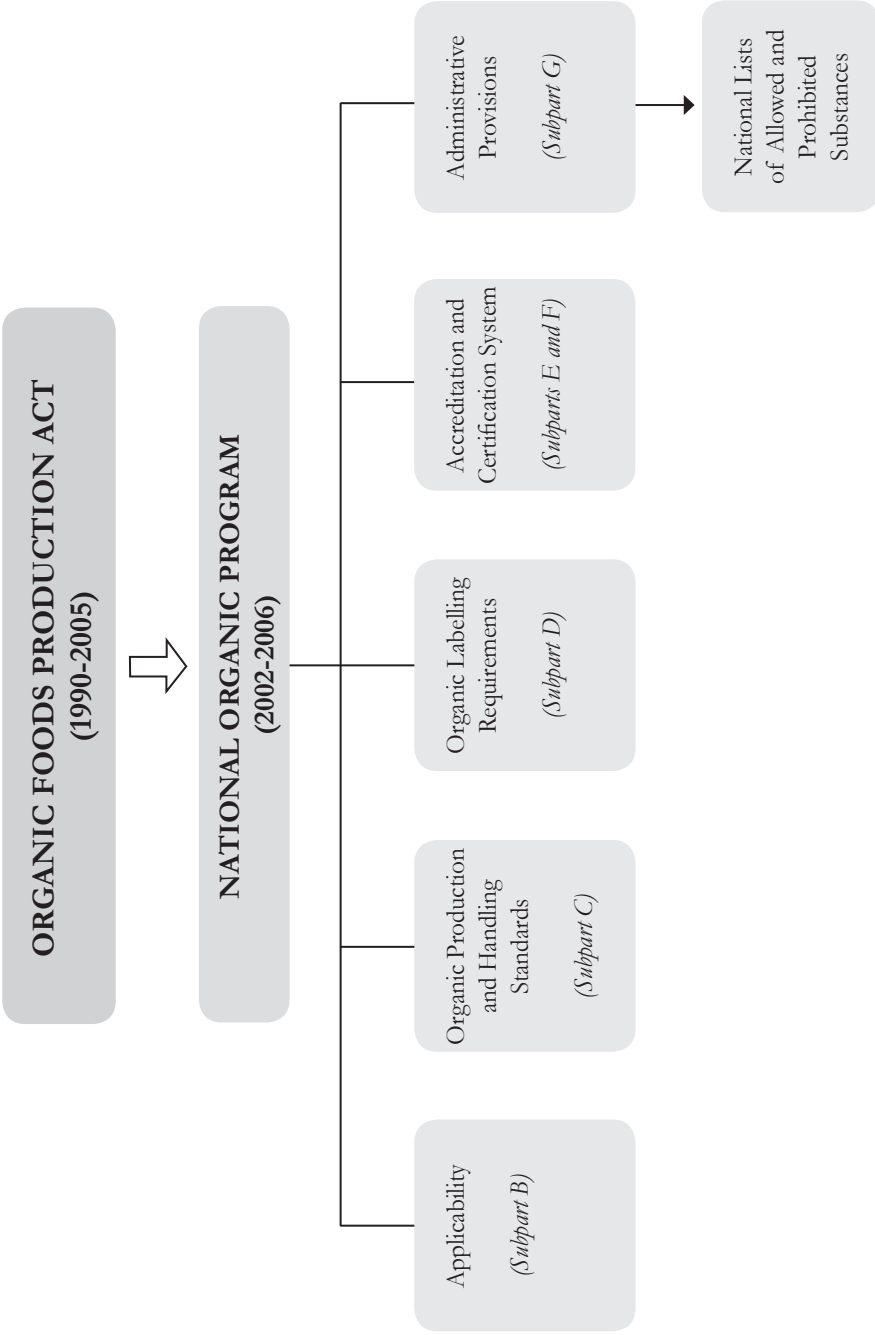 ORGANIC FOODS PRODUCTION ACT
(1990-2005)
NATIONAL ORGANIC PROGRAM
(2002-2006)
Applicability
(Subpart B)
Organic Production
and Handling
Standards
(Subpart C)
Organic Labelling
Requirements
(Subpart D)
Accreditation and
Certification System
(Subparts E and F)
Administrative
Provisions
(Subpart G)
National Lists
of Allowed and
Prohibited
Substances